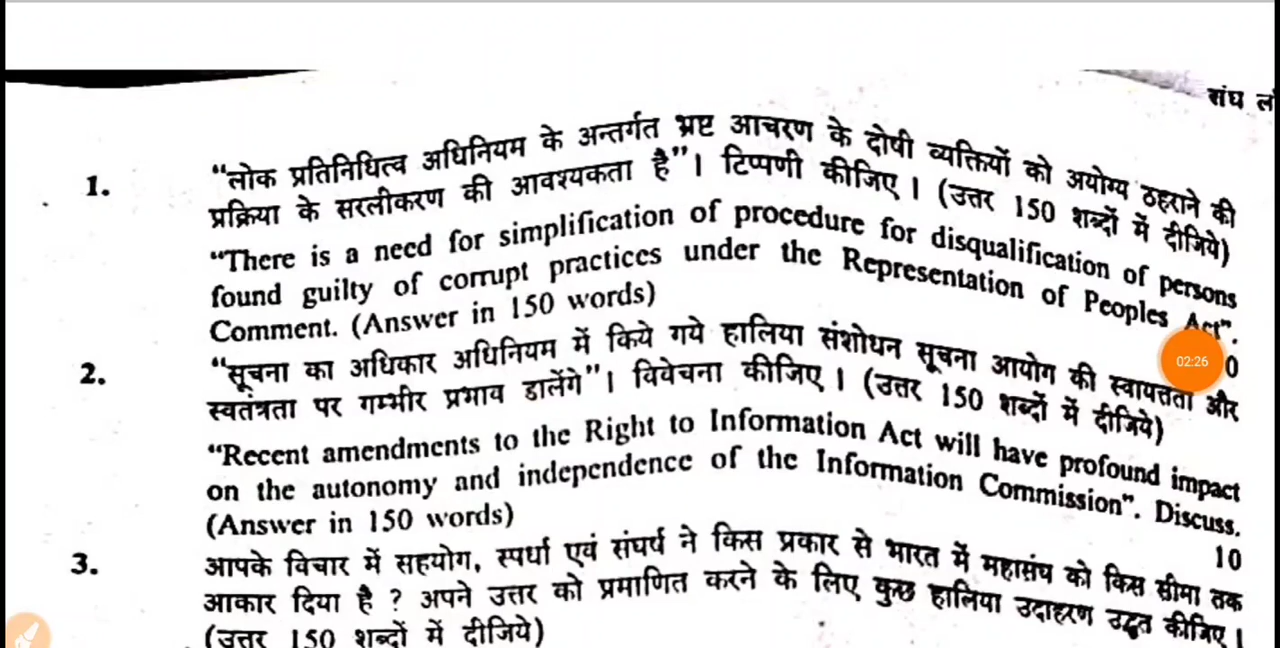 संघ ल
1. “लोक प्रतिनिधित्व अधिनियम के अन्तर्गत भ्रष्ट आचरण के दोषी व्यक्तियों को अयोग्य ठहराने की
प्रक्रिया के सरलीकरण की आवश्यकता है”। टिप्पणी कीजिए। (उत्तर 150 शब्दों में दीजिये)
“There is a need for simplification of procedure for disqualification of persons
found guilty of corrupt practices under the Representation of Peoples Act”.
Comment. (Answer in 150 words)
0
02:26
2. “सूचना का अधिकार अधिनियम में किये गये हालिया संशोधन सूचना आयोग की स्वायत्तता और
स्वतंत्रता पर गम्भीर प्रभाव डालेंगे”। विवेचना कीजिए। (उत्तर 150 शब्दों में दीजिये)
“Recent amendments to the Right to Information Act will have profound impact
on the autonomy and independence of the Information Commission”. Discuss.
(Answer in 150 words)
10
3. आपके विचार में सहयोग, स्पर्धा एवं संघर्ष ने किस प्रकार से भारत में महासंघ को किस सीमा तक
आकार दिया है ? अपने उत्तर को प्रमाणित करने के लिए कुछ हालिया उदाहरण उद्धृत कीजिए।
(उत्तर 150 शब्दों में दीजिये)